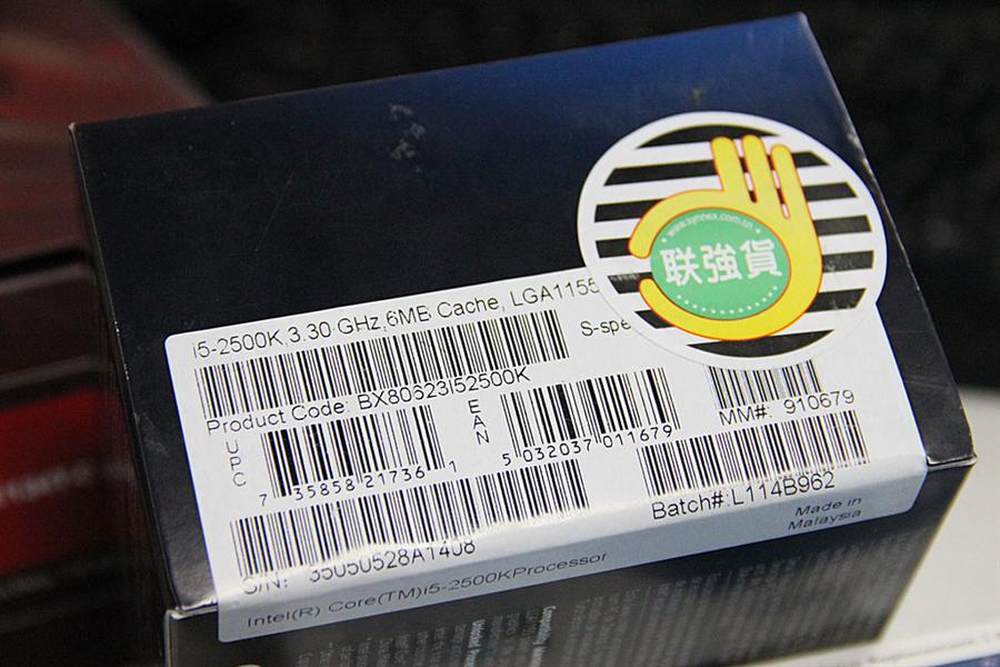 www.synnex.com.cn
联強貨
i5-2500K,3.30 GHz,6MB Cache, LGA1155
S-spe
Product Code: BX80623I52500K
MM#: 910679
UPC
7 35858 21736 1
EAN
5 032037 011679
Batch#:L114B962
S/N: 35050528A1408
Made in
Malaysia
Intel(R) Core(TM)i5-2500KProcessor